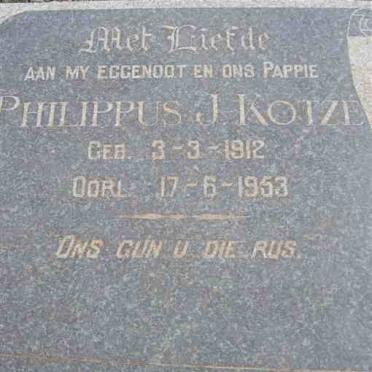 Met Liefde
AAN MY EGGENOOT EN ONS PAPPIE
PHILIPPUS J. KOTZE
GEB. 3-3-1912
OORL. 17-6-1953
ONS GUN U DIE RUS.